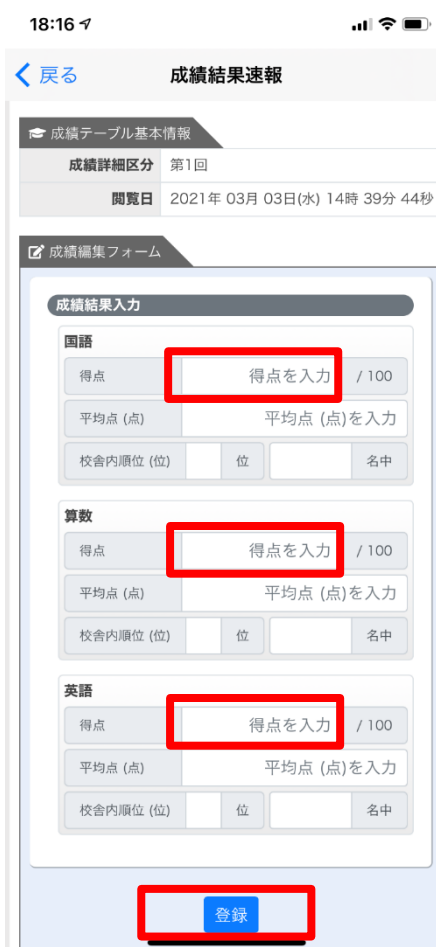 18:16
戻る 成績結果速報
成績テーブル基本情報
成績詳細区分 第1回
閲覧日 2021年 03月 03日(水) 14時 39分 44秒
成績編集フォーム
成績結果入力
国語
得点 得点を入力 / 100
平均点 (点) 平均点 (点)を入力
校舎内順位 (位) 位 名中
算数
得点 得点を入力 / 100
平均点 (点) 平均点 (点)を入力
校舎内順位 (位) 位 名中
英語
得点 得点を入力 / 100
平均点 (点) 平均点 (点)を入力
校舎内順位 (位) 位 名中
登録